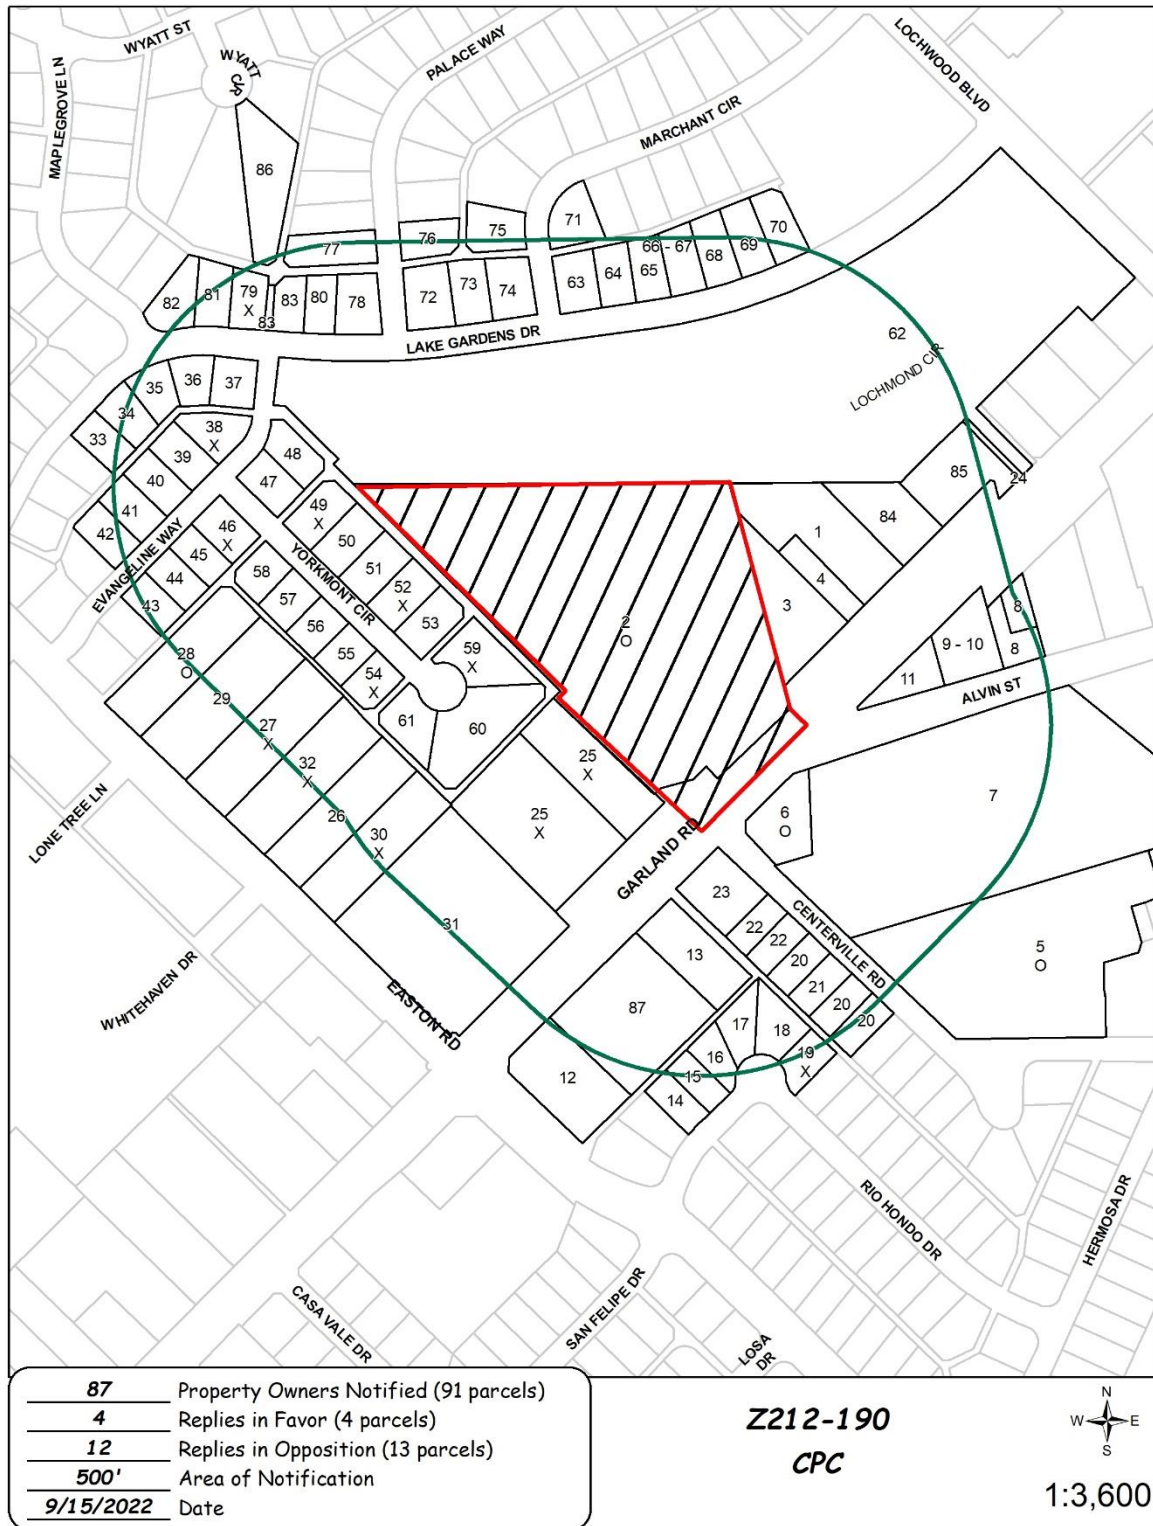 WYATT ST
WYATT
CIR
MAPLEGROVE LN
PALACE WAY
MARCHANT CIR
LOCHWOOD BLVD
86
71
75
76
77
70
66 - 67
69
68
65
64
63
74
73
72
78
80
83
79
X
83
81
82
62
LAKE GARDENS DR
LOCHMOND CIR
37
36
35
34
33
38
X
39
40
41
42
48
47
49
X
50
51
52
X
53
46
X
45
44
43
EVANGELINE WAY
YORKMONT CIR
58
57
56
55
54
X
59
X
60
61
2
O
85
24
84
1
4
3
8
8
9 - 10
11
ALVIN ST
28
O
29
27
X
32
X
26
30
X
31
25
X
25
X
6
O
7
5
O
GARLAND RD
LONE TREE LN
WHITEHAVEN DR
EASTON RD
CENTERVILLE RD
23
22
22
20
21
20
20
13
87
12
17
18
16
19
X
15
14
RIO HONDO DR
HERMOSA DR
CASA VALE DR
SAN FELIPE DR
LOSA
DR
87 Property Owners Notified (91 parcels)
4 Replies in Favor (4 parcels)
12 Replies in Opposition (13 parcels)
500' Area of Notification
9/15/2022 Date
Z212-190
CPC
N
W E
S
1:3,600